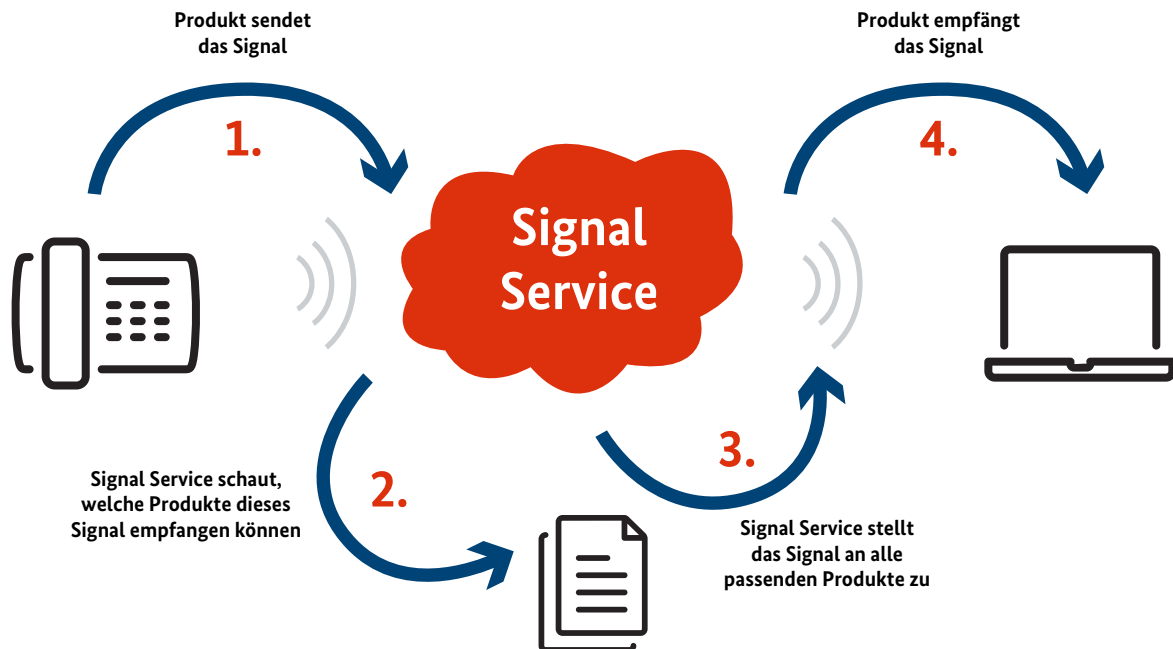 Produkt sendet
das Signal
1.
Signal
Service
Produkt empfängt
das Signal
4.
Signal Service schaut,
welche Produkte dieses
Signal empfangen können
2.
3.
Signal Service stellt
das Signal an alle
passenden Produkte zu